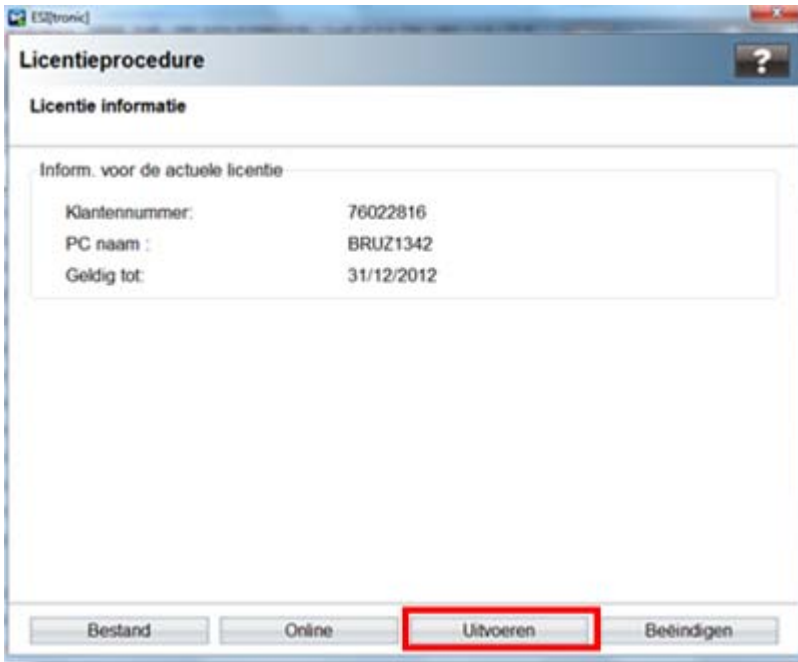 ESI[tronic]
Licentieprocedure
?
Licentie informatie
Inform. voor de actuele licentie
Klantennummer: 76022816
PC naam : BRUZ1342
Geldig tot: 31/12/2012
Bestand Online Uitvoeren Beëindigen